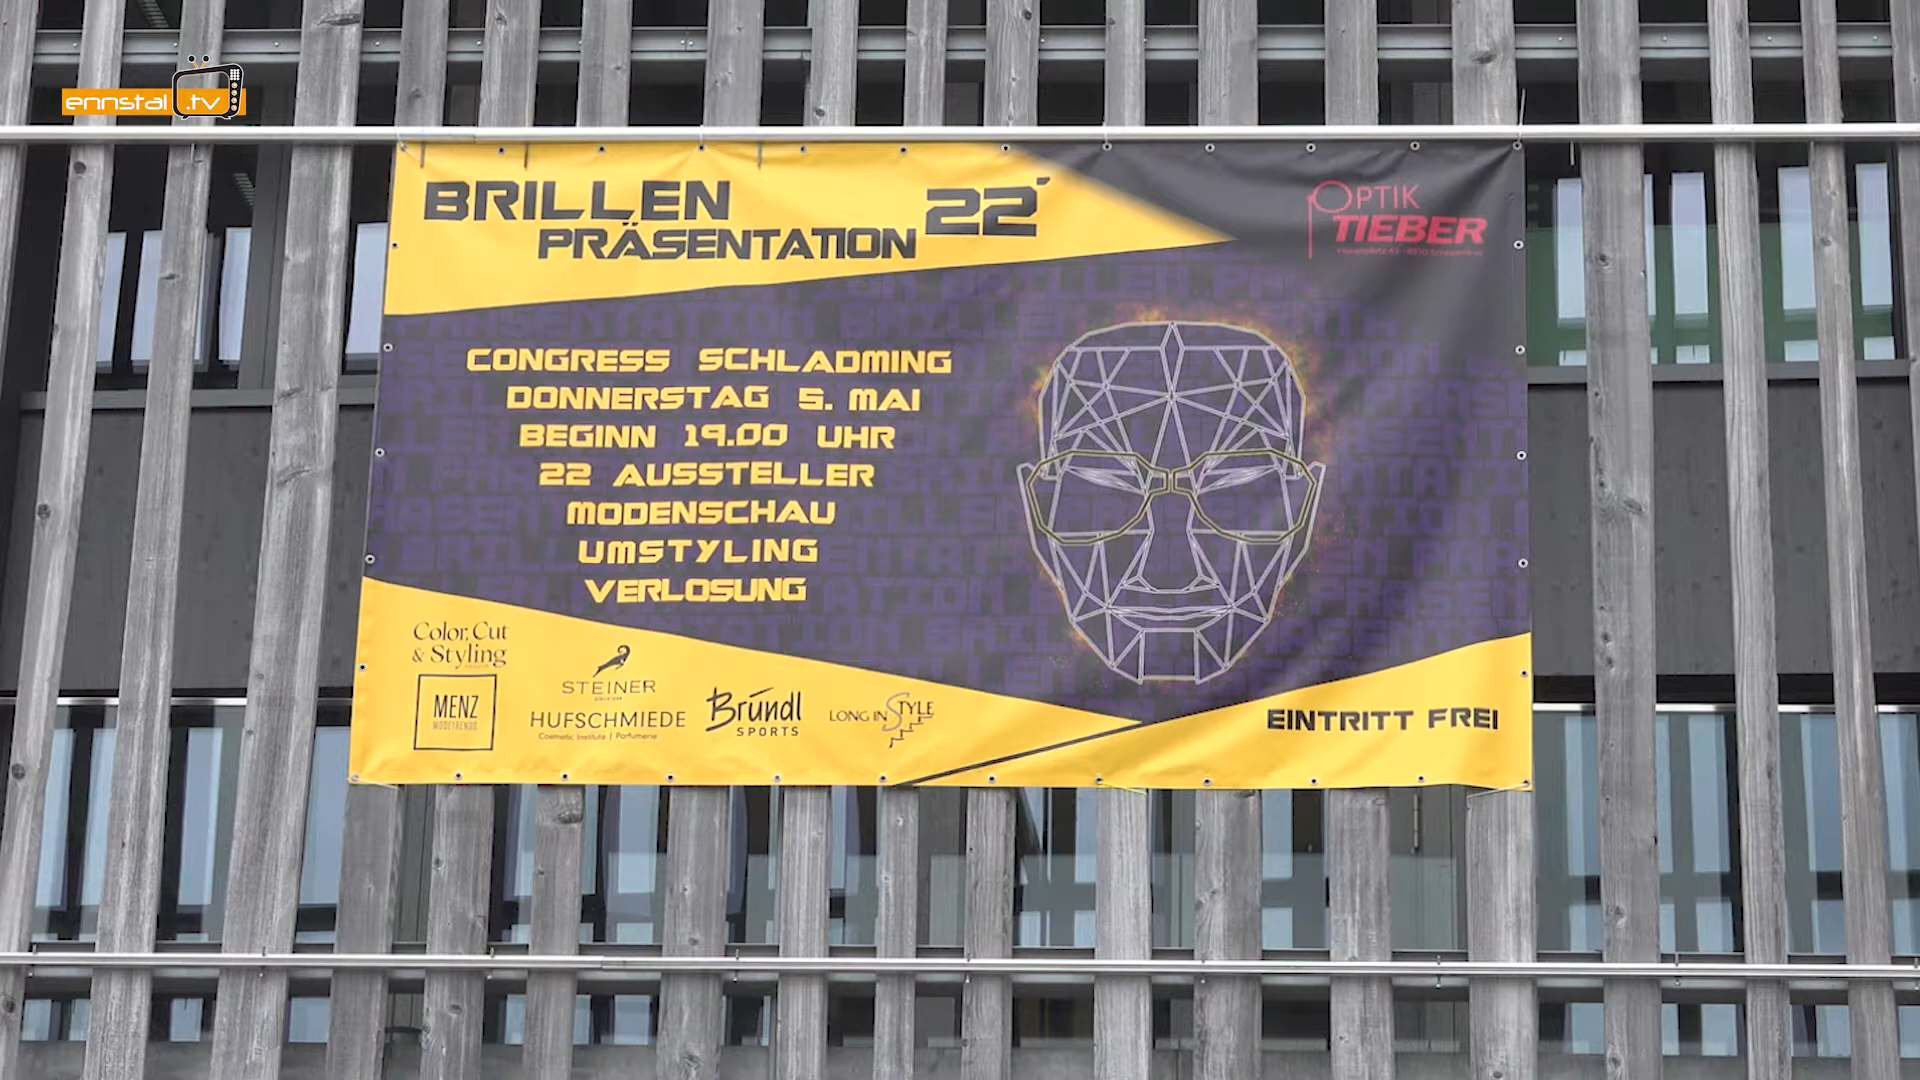 ennstal .tv
BRILLEN
PRÄSENTATION 22'
OPTIK
TIEBER
CONGRESS SCHLADMING
DONNERSTAG 5. MAI
BEGINN 19.00 UHR
22 AUSSTELLER
MODENSCHAU
UMSTYLING
VERLOSUNG
Color, Cut
& Styling
MENZ
MODETRENDS
STEINER
HUFSCHMIEDE
Cosmetic Institute | Parfumerie
Bründl
SPORTS
LONG IN STYLE
EINTRITT FREI